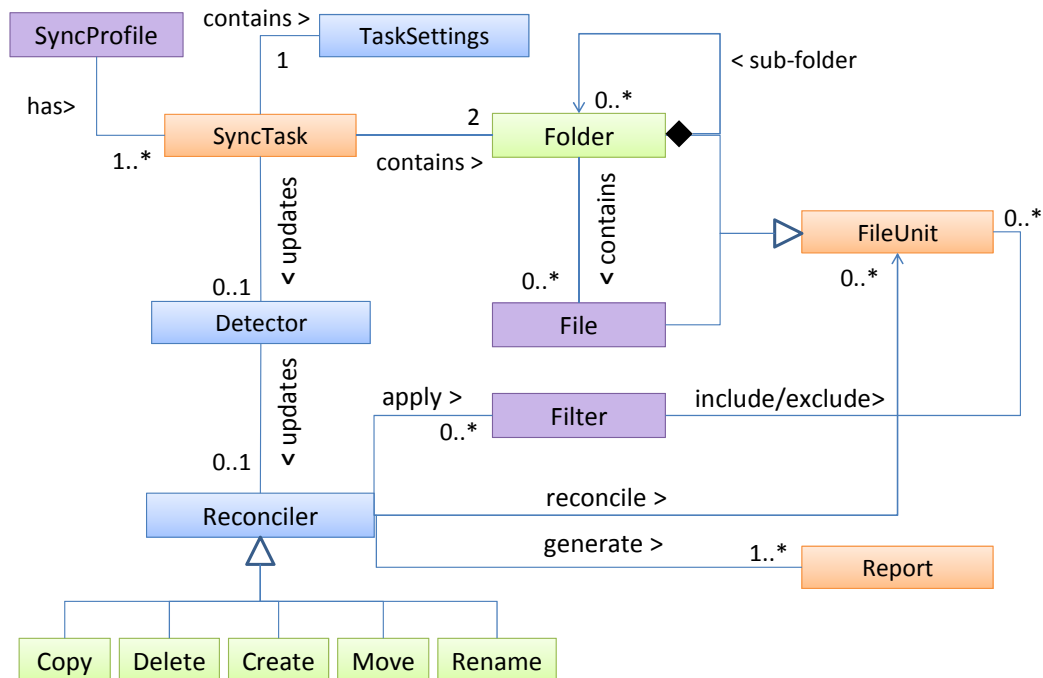 contains >
SyncProfile
TaskSettings
1
< sub-folder
has>
0..*
2
SyncTask
Folder
1..*
contains >
< updates
< contains
0..*
FileUnit
0..1
0..*
0..*
Detector
File
< updates
apply >
Filter
include/exclude>
0..*
0..1
reconcile >
Reconciler
generate >
1..*
Report
Copy
Delete
Create
Move
Rename